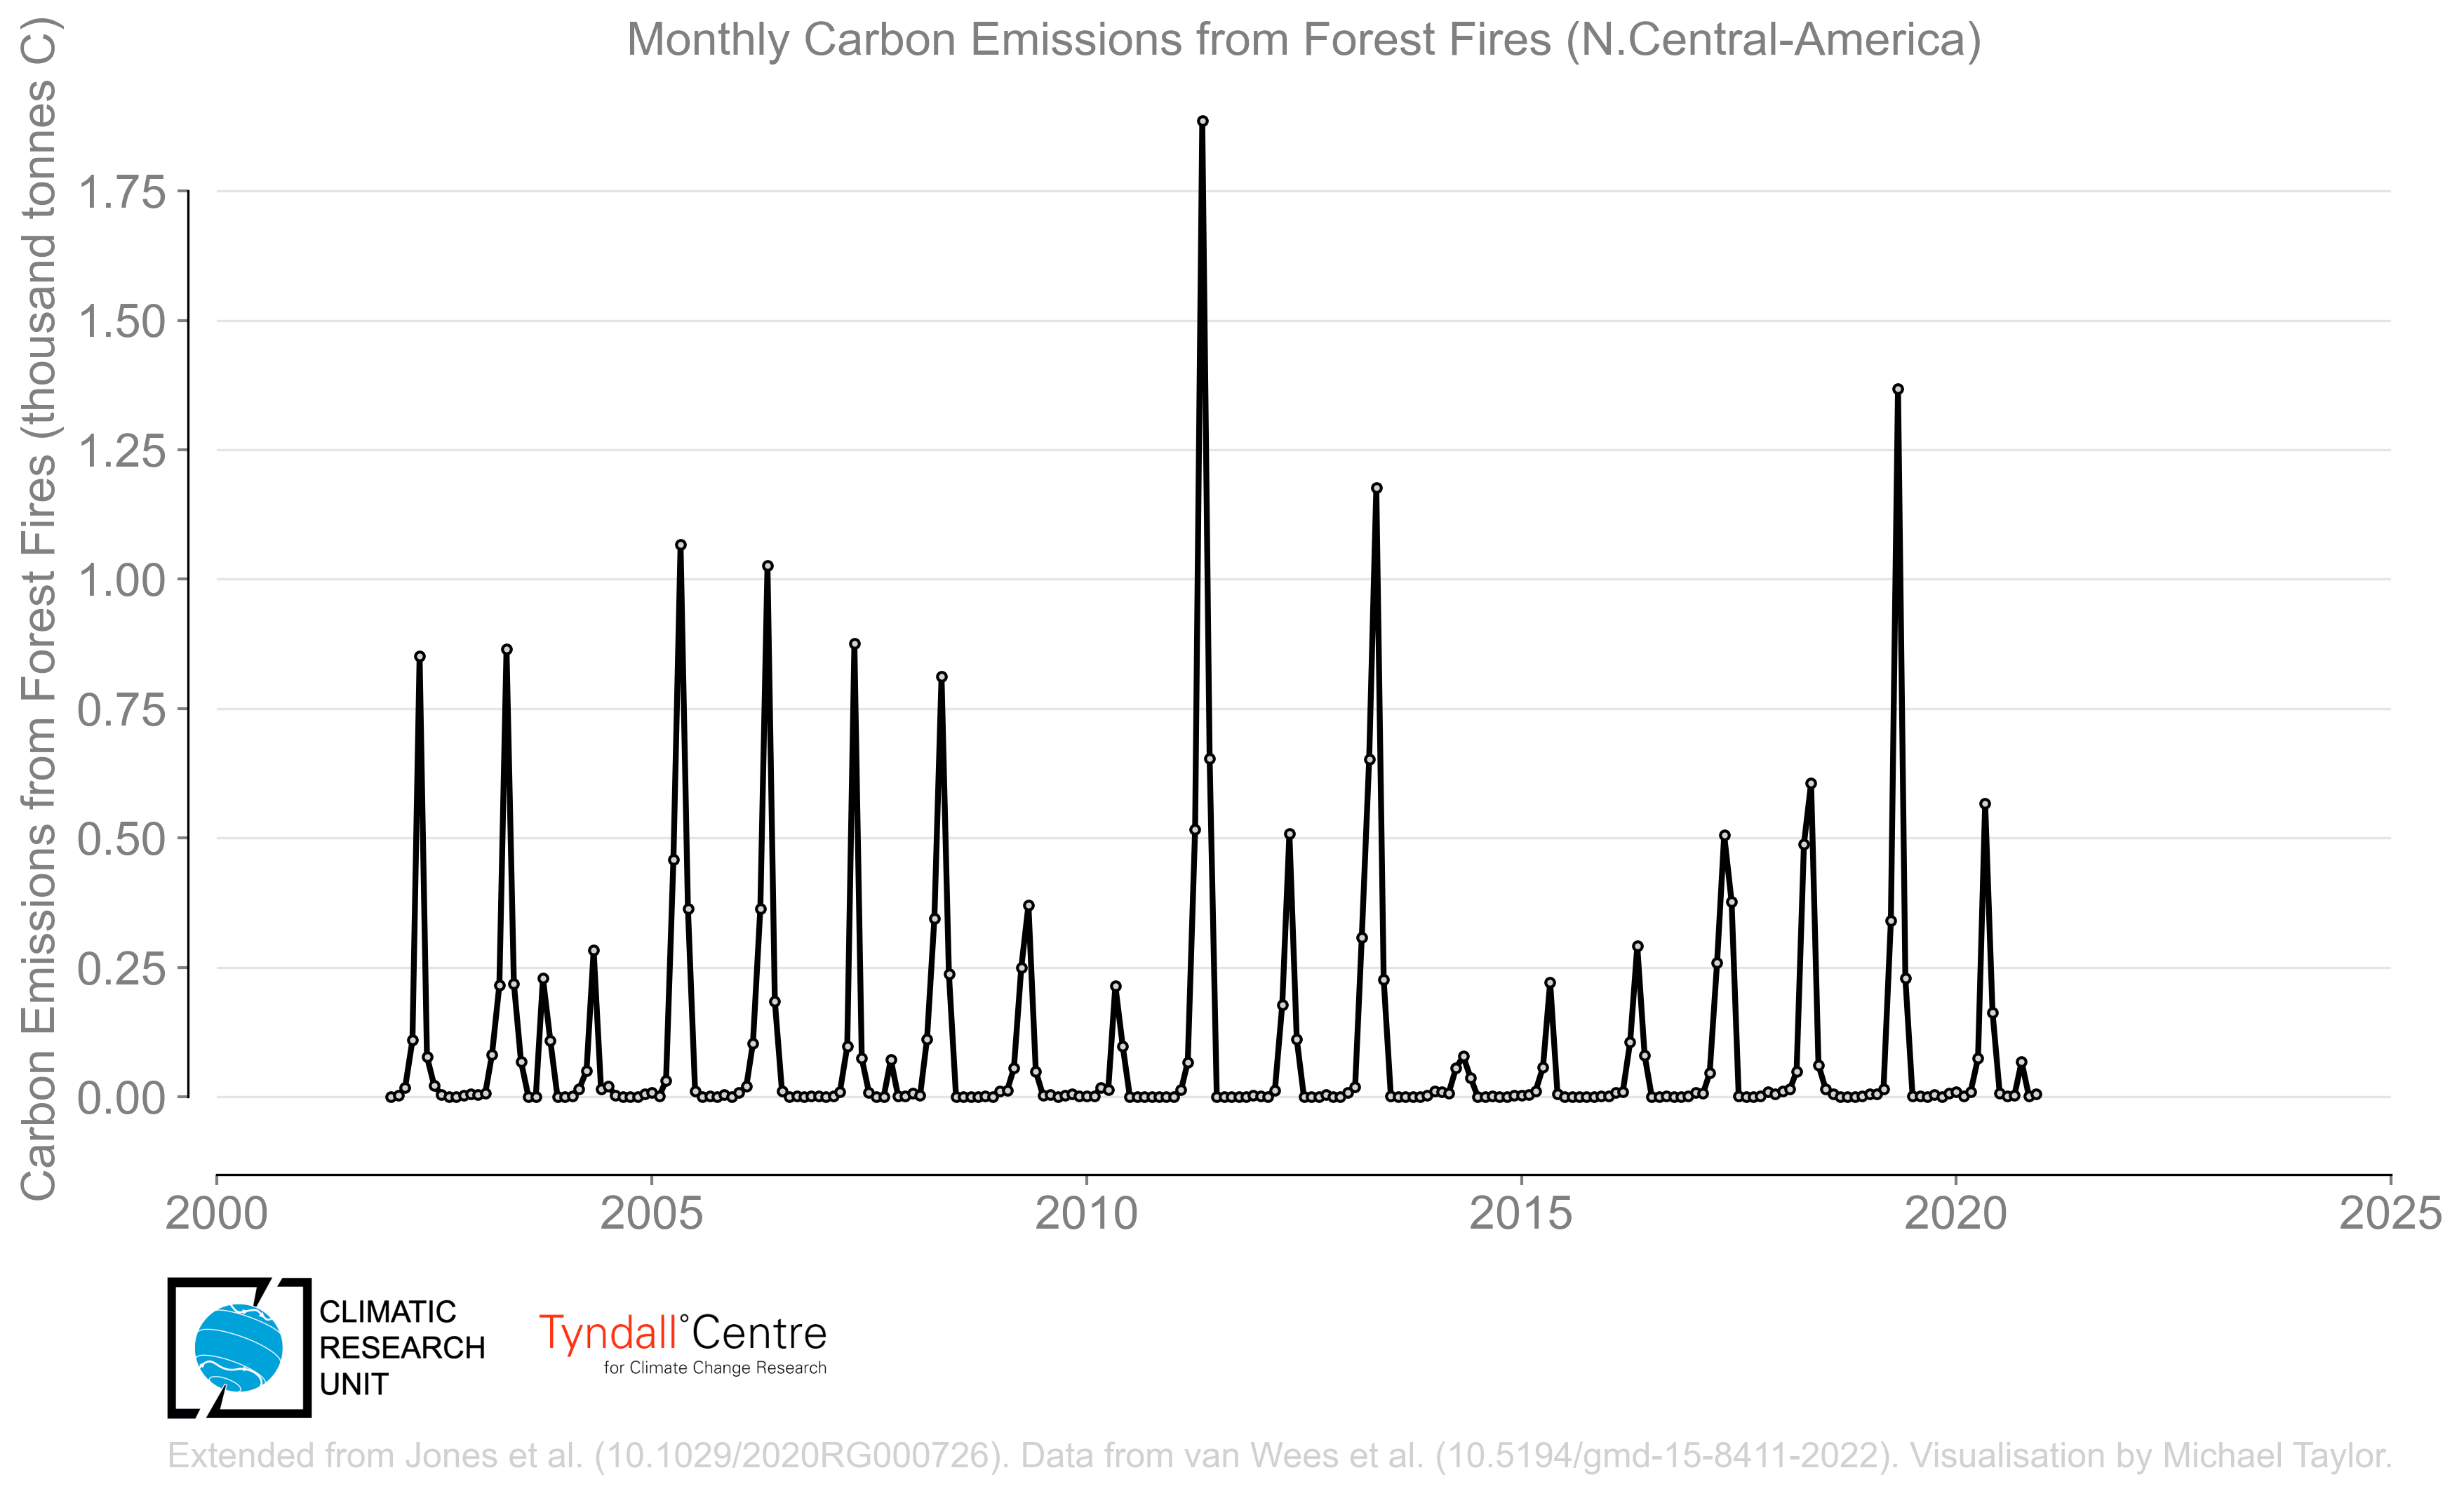 Monthly Carbon Emissions from Forest Fires (N.Central-America)
Carbon Emissions from Forest Fires (thousand tonnes C)
1.75
1.50
1.25
1.00
0.75
0.50
0.25
0.00
2000 2005 2010 2015 2020 2025
CLIMATIC
RESEARCH
UNIT
Tyndall°Centre
for Climate Change Research
Extended from Jones et al. (10.1029/2020RG000726). Data from van Wees et al. (10.5194/gmd-15-8411-2022). Visualisation by Michael Taylor.